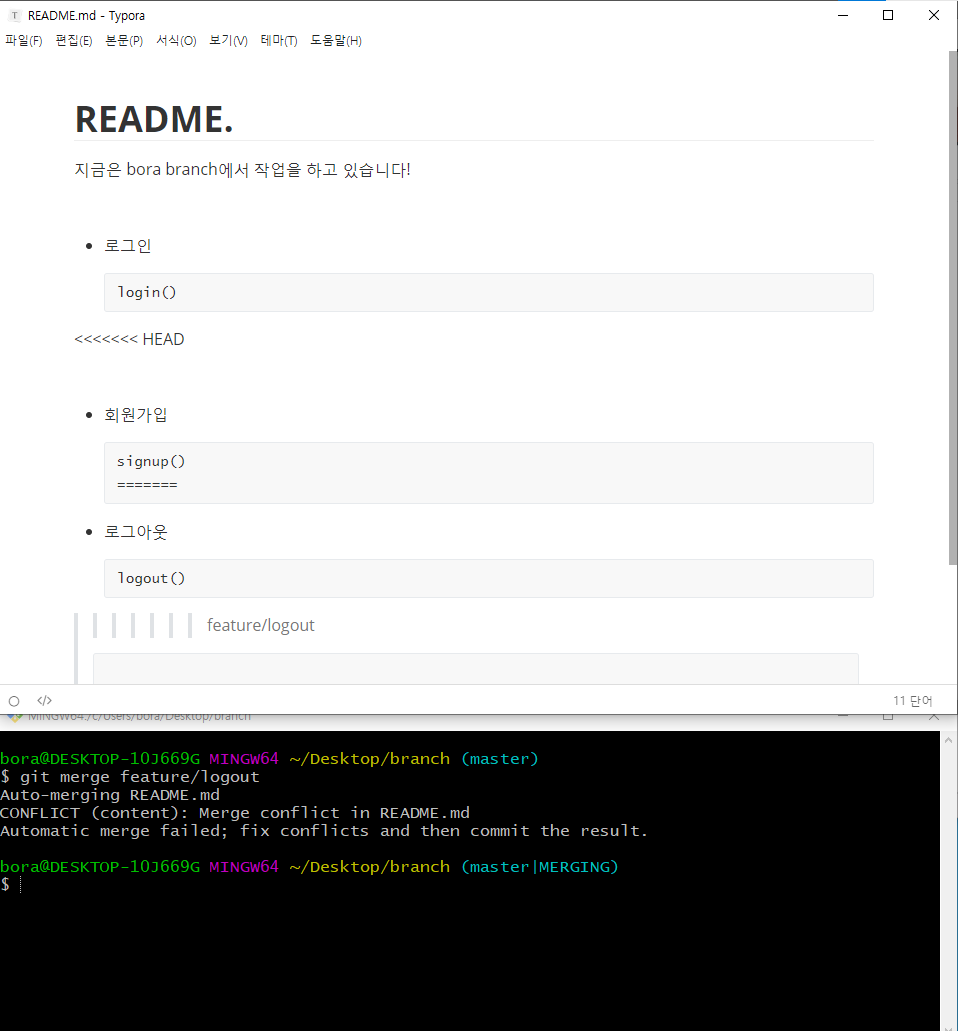 README.md - Typora
파일(F) 편집(E) 본문(P) 서식(O) 보기(V) 테마(T) 도움말(H)
README.
지금은 bora branch에서 작업을 하고 있습니다!
로그인
login()
<<<<<<< HEAD
회원가입
signup()
=======
로그아웃
logout()
feature/logout
</> 11 단어
MINGW64:/c/Users/bora/Desktop/branch
bora@DESKTOP-1OJ669G MINGW64 ~/Desktop/branch (master)
$ git merge feature/logout
Auto-merging README.md
CONFLICT (content): Merge conflict in README.md
Automatic merge failed; fix conflicts and then commit the result.
bora@DESKTOP-1OJ669G MINGW64 ~/Desktop/branch (master|MERGING)
$